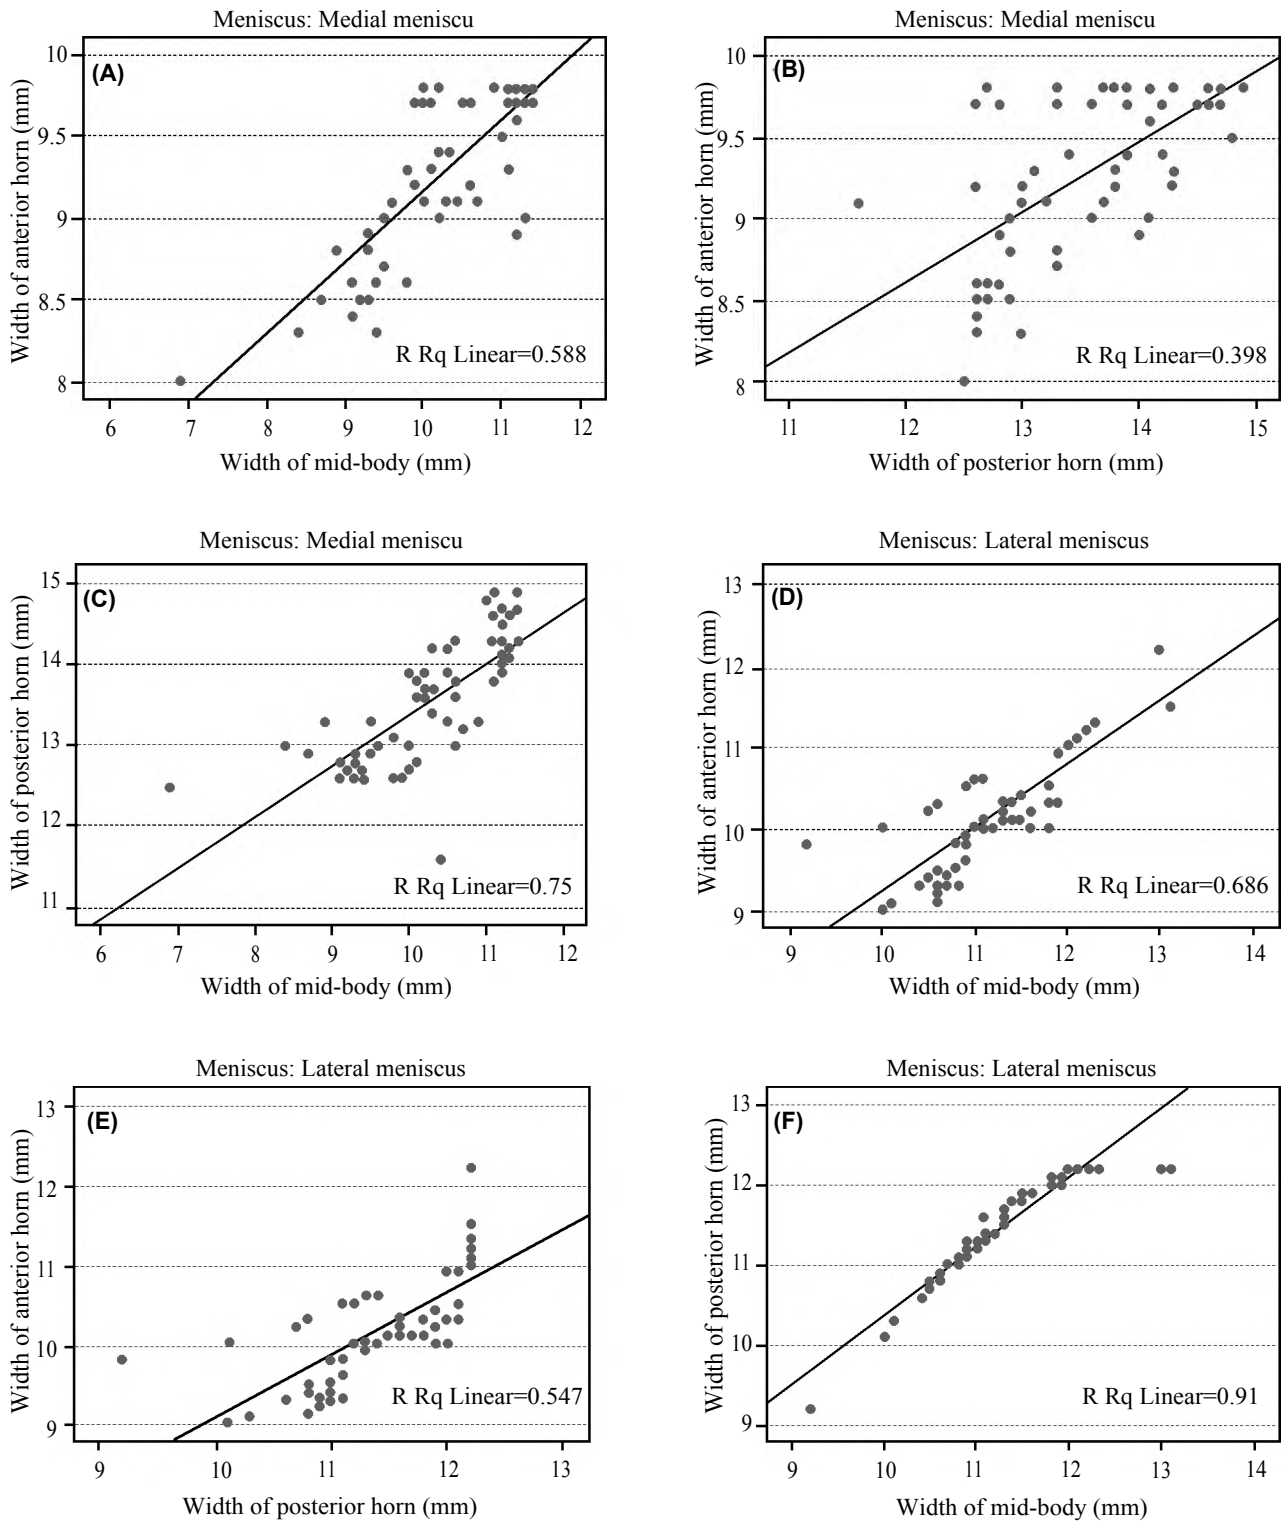 Meniscus: Medial meniscu
(A)
Width of anterior horn (mm)
10
9.5
9
8.5
8
R Rq Linear=0.588
6 7 8 9 10 11 12
Width of mid-body (mm)
Meniscus: Medial meniscu
(B)
Width of anterior horn (mm)
10
9.5
9
8.5
8
R Rq Linear=0.398
11 12 13 14 15
Width of posterior horn (mm)
Meniscus: Medial meniscu
(C)
Width of posterior horn (mm)
15
14
13
12
11
R Rq Linear=0.75
6 7 8 9 10 11 12
Width of mid-body (mm)
Meniscus: Lateral meniscus
(D)
Width of anterior horn (mm)
13
12
11
10
9
R Rq Linear=0.686
9 10 11 12 13 14
Width of mid-body (mm)
Meniscus: Lateral meniscus
(E)
Width of anterior horn (mm)
13
12
11
10
9
R Rq Linear=0.547
9 10 11 12 13
Width of posterior horn (mm)
Meniscus: Lateral meniscus
(F)
Width of posterior horn (mm)
13
12
11
10
9
R Rq Linear=0.91
9 10 11 12 13 14
Width of mid-body (mm)